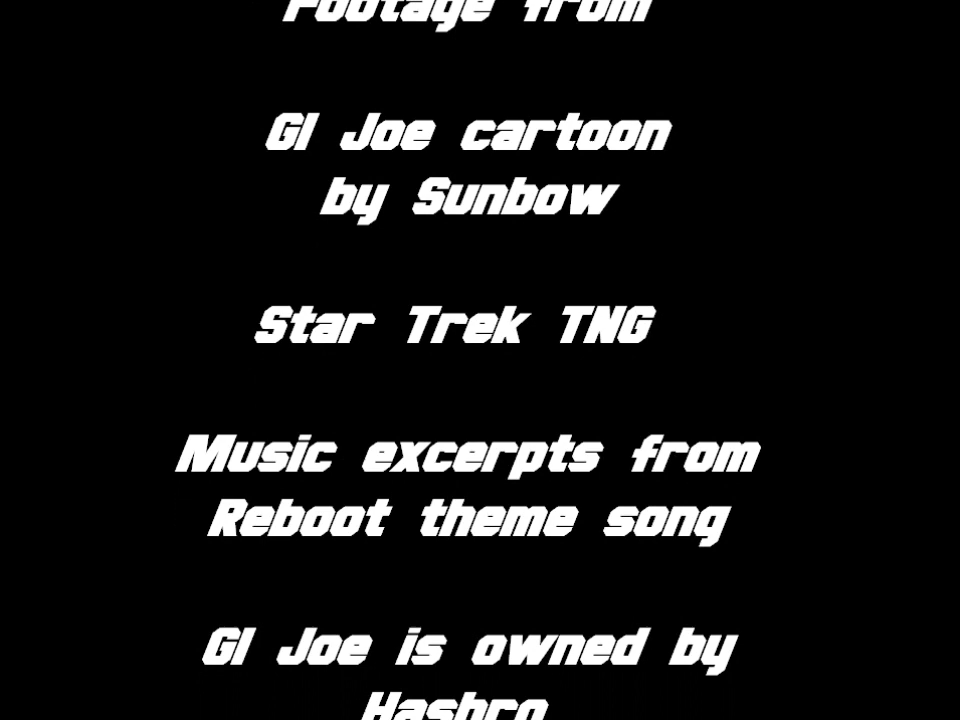 Footage from
GI Joe cartoon
by Sunbow
Star Trek TNG
Music excerpts from
Reboot theme song
GI Joe is owned by
Hasbro